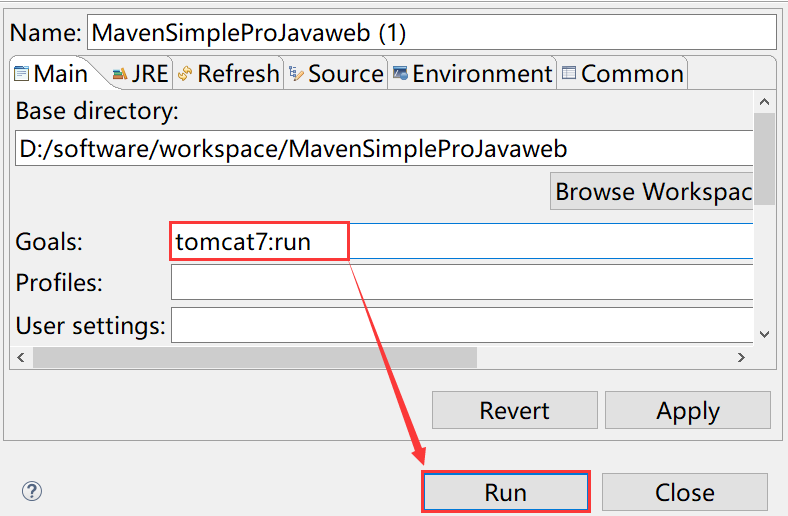 Name: MavenSimpleProJavaweb (1)
Main JRE Refresh Source Environment Common
Base directory:
D:/software/workspace/MavenSimpleProJavaweb
Browse Workspac
Goals: tomcat7:run
Profiles:
User settings:
Revert Apply
? Run Close